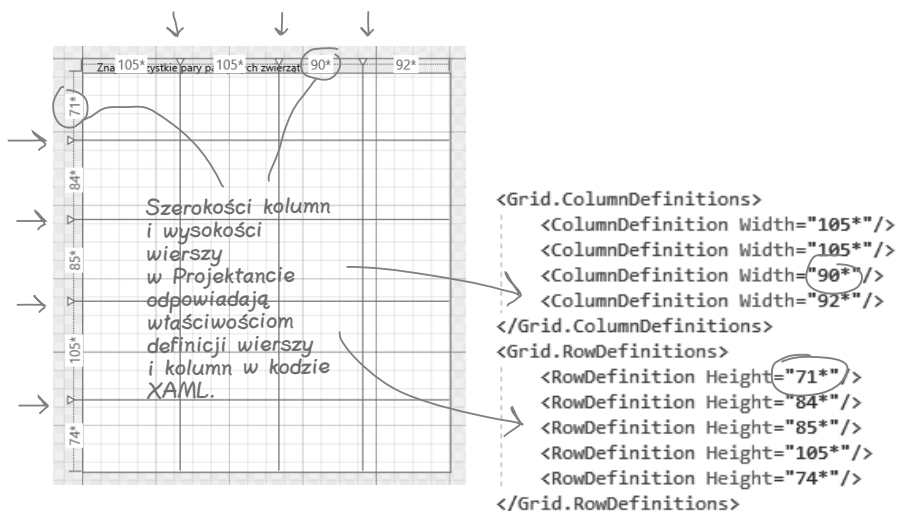 105* 105* 90* 92*
71*
84*
85*
105*
74*
Szerokości kolumn
i wysokości
wierszy
w Projektancie
odpowiadają
właściwościom
definicji wierszy
i kolumn w kodzie
XAML.
<Grid.ColumnDefinitions>
<ColumnDefinition Width="105*"/>
<ColumnDefinition Width="105*"/>
<ColumnDefinition Width="90*"/>
<ColumnDefinition Width="92*"/>
</Grid.ColumnDefinitions>
<Grid.RowDefinitions>
<RowDefinition Height="71*"/>
<RowDefinition Height="84*"/>
<RowDefinition Height="85*"/>
<RowDefinition Height="105*"/>
<RowDefinition Height="74*"/>
</Grid.RowDefinitions>